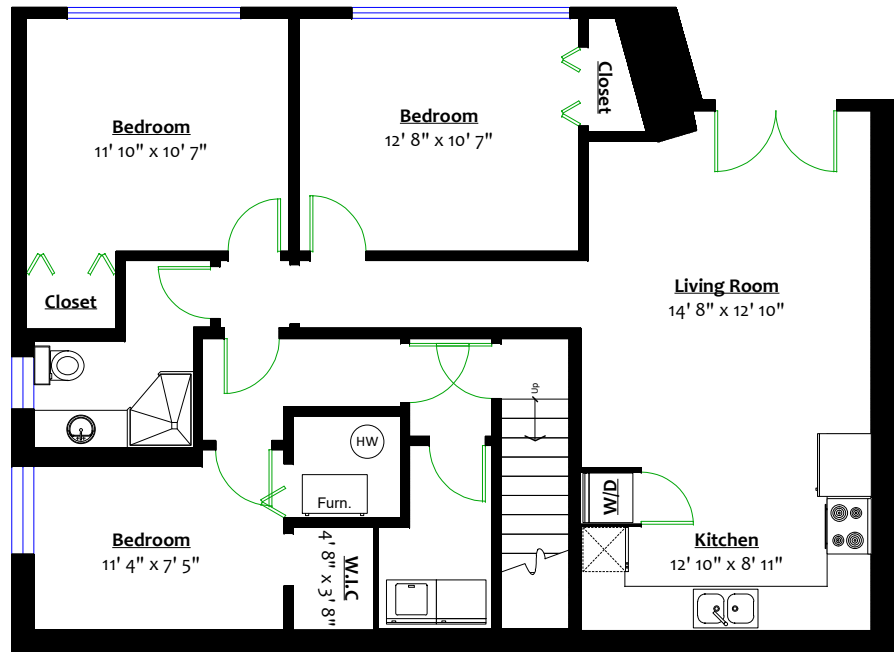 Bedroom
11' 10" x 10' 7"
Bedroom
12' 8" x 10' 7"
Closet
Closet
Living Room
14' 8" x 12' 10"
Up
HW
Furn.
W/D
Bedroom
11' 4" x 7' 5"
W.I.C
4' 8" x 3' 8"
Kitchen
12' 10" x 8' 11"